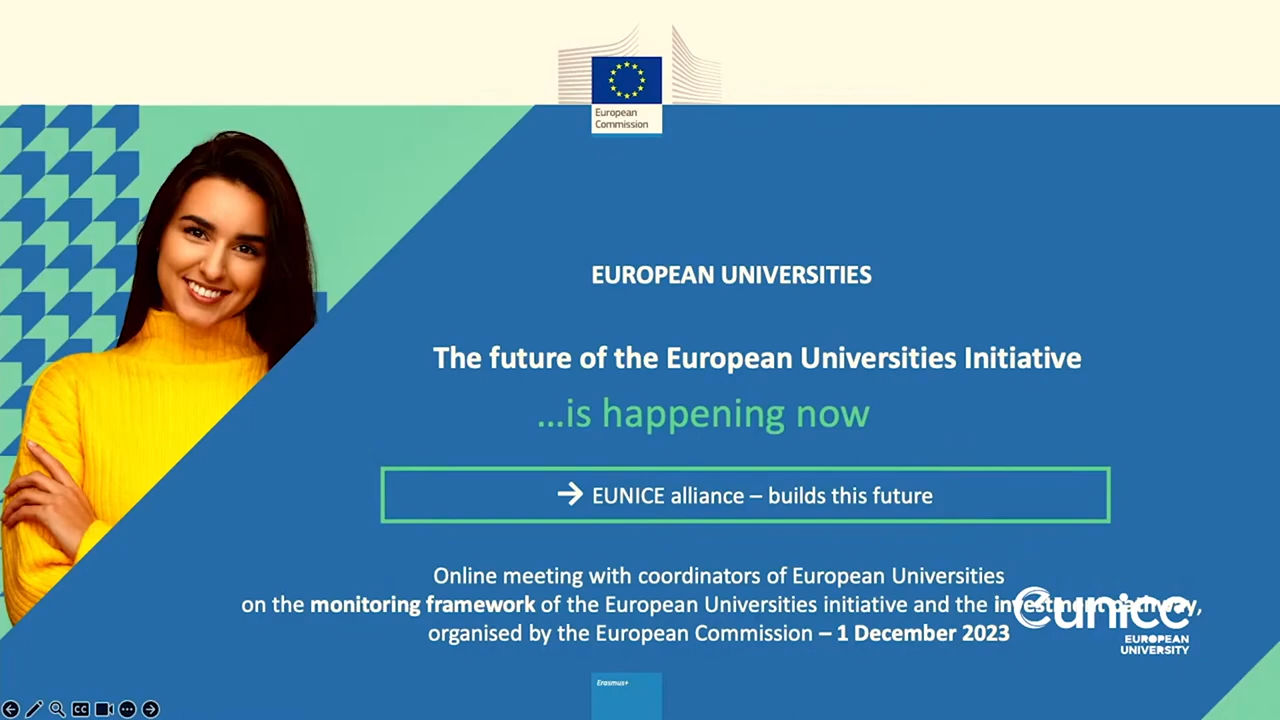 European
Commission
EUROPEAN UNIVERSITIES
The future of the European Universities Initiative
...is happening now
→ EUNICE alliance – builds this future
Online meeting with coordinators of European Universities
on the monitoring framework of the European Universities initiative and the investment pathway,
organised by the European Commission – 1 December 2023
eunice
EUROPEAN
UNIVERSITY
Erasmus+
CC